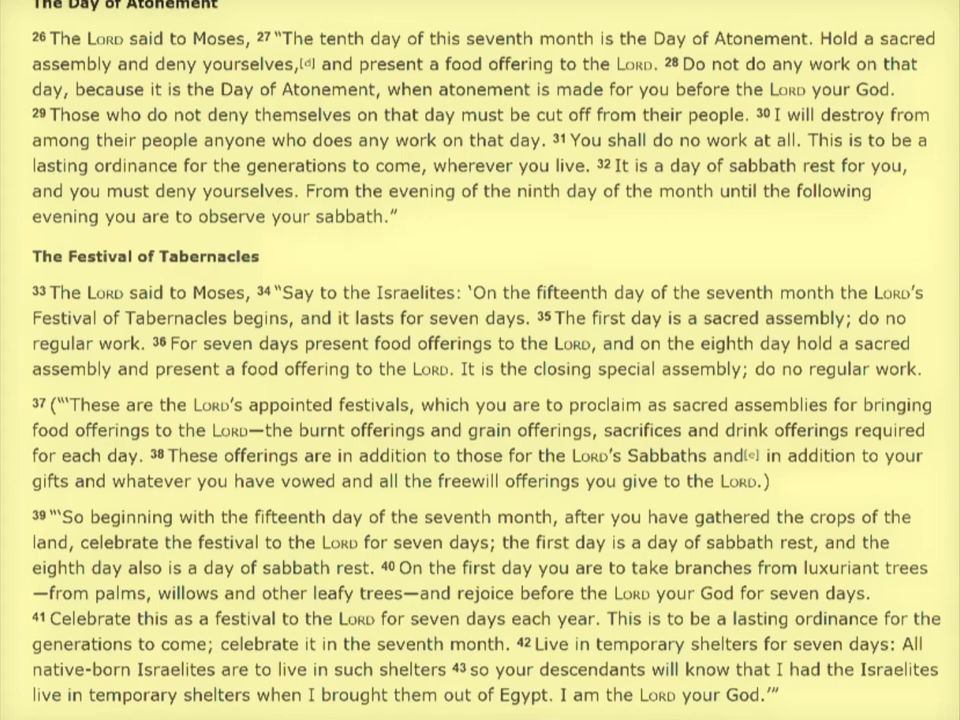 The Day of Atonement
26 The LORD said to Moses, 27 “The tenth day of this seventh month is the Day of Atonement. Hold a sacred
assembly and deny yourselves,[d] and present a food offering to the LORD. 28 Do not do any work on that
day, because it is the Day of Atonement, when atonement is made for you before the LORD your God.
29 Those who do not deny themselves on that day must be cut off from their people. 30 I will destroy from
among their people anyone who does any work on that day. 31 You shall do no work at all. This is to be a
lasting ordinance for the generations to come, wherever you live. 32 It is a day of sabbath rest for you,
and you must deny yourselves. From the evening of the ninth day of the month until the following
evening you are to observe your sabbath.”
The Festival of Tabernacles
33 The LORD said to Moses, 34 “Say to the Israelites: ‘On the fifteenth day of the seventh month the LORD’s
Festival of Tabernacles begins, and it lasts for seven days. 35 The first day is a sacred assembly; do no
regular work. 36 For seven days present food offerings to the LORD, and on the eighth day hold a sacred
assembly and present a food offering to the LORD. It is the closing special assembly; do no regular work.
37 (“‘These are the LORD’s appointed festivals, which you are to proclaim as sacred assemblies for bringing
food offerings to the LORD—the burnt offerings and grain offerings, sacrifices and drink offerings required
for each day. 38 These offerings are in addition to those for the LORD’s Sabbaths and[e] in addition to your
gifts and whatever you have vowed and all the freewill offerings you give to the LORD.)
39 “‘So beginning with the fifteenth day of the seventh month, after you have gathered the crops of the
land, celebrate the festival to the LORD for seven days; the first day is a day of sabbath rest, and the
eighth day also is a day of sabbath rest. 40 On the first day you are to take branches from luxuriant trees
—from palms, willows and other leafy trees—and rejoice before the LORD your God for seven days.
41 Celebrate this as a festival to the LORD for seven days each year. This is to be a lasting ordinance for the
generations to come; celebrate it in the seventh month. 42 Live in temporary shelters for seven days: All
native-born Israelites are to live in such shelters 43 so your descendants will know that I had the Israelites
live in temporary shelters when I brought them out of Egypt. I am the LORD your God.’”